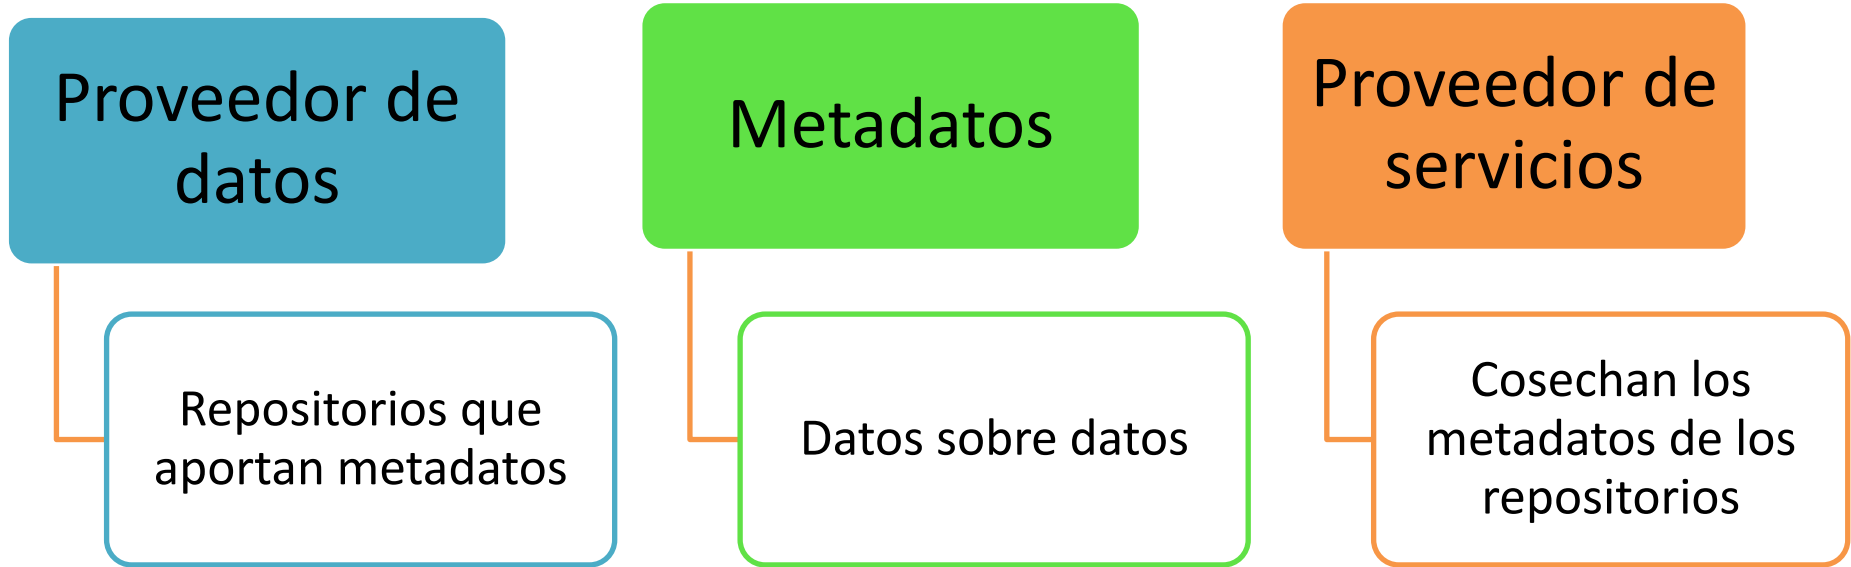 Proveedor de
datos
Repositorios que
aportan metadatos
Metadatos
Datos sobre datos
Proveedor de
servicios
Cosechan los
metadatos de los
repositorios